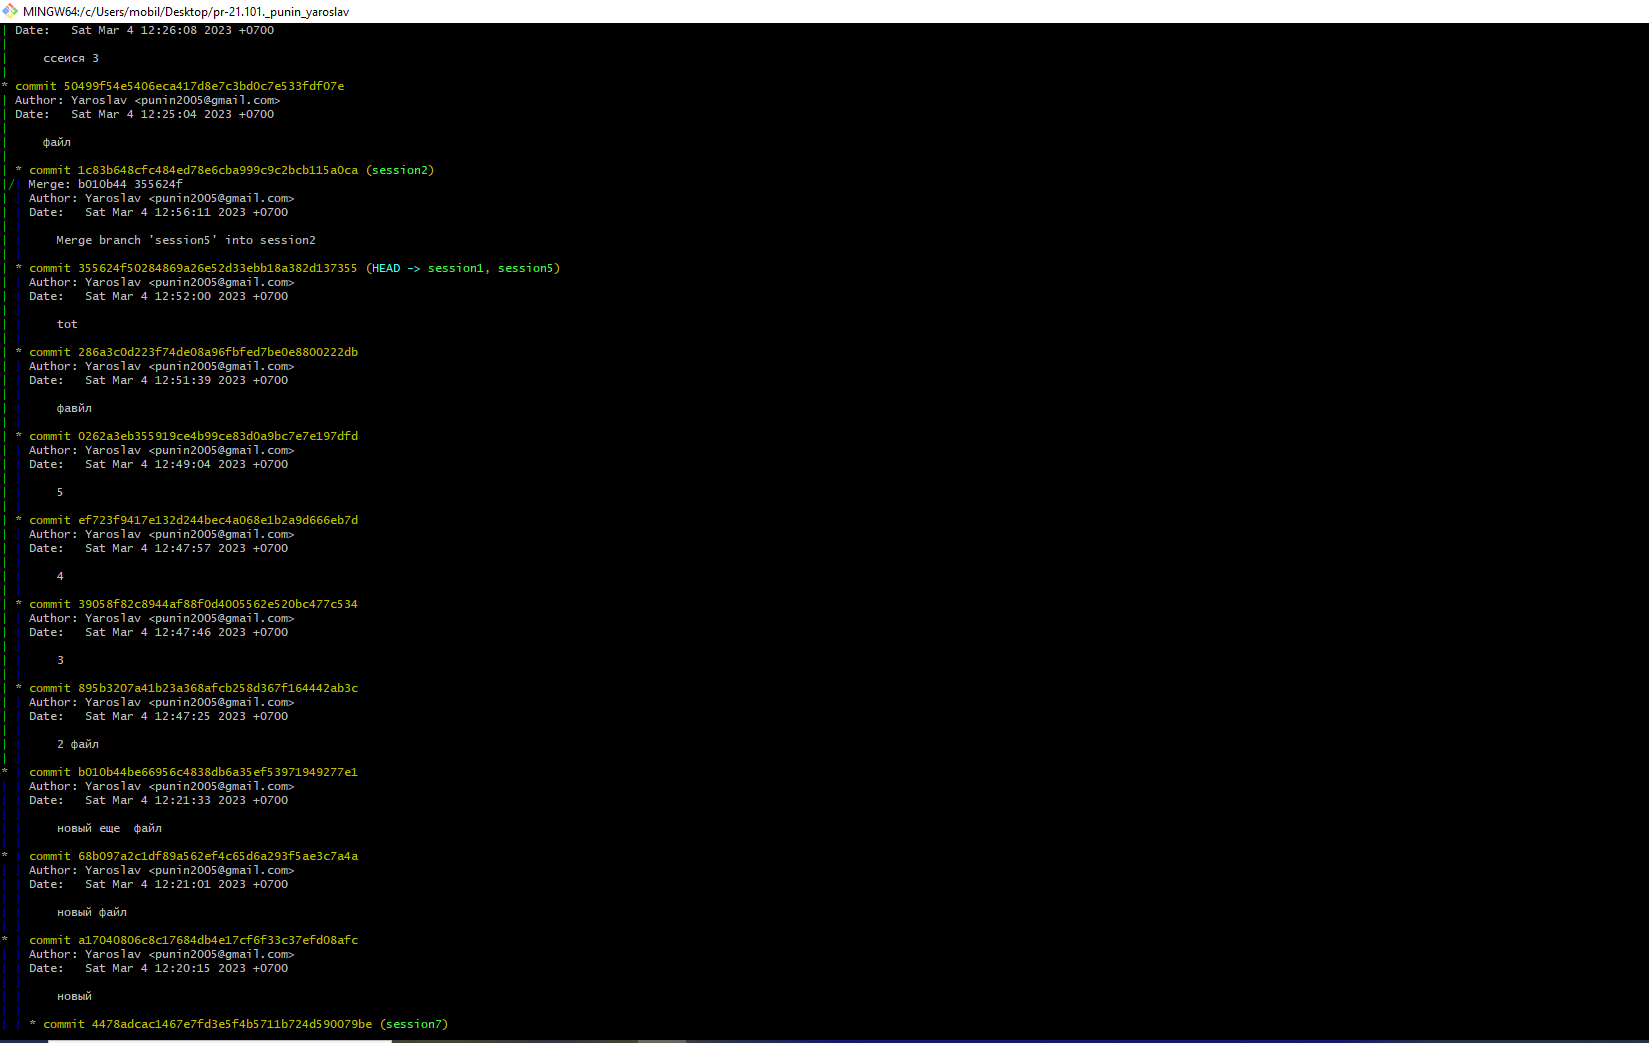 MINGW64:/c/Users/mobil/Desktop/pr-21.101._punin_yaroslav
| Date:   Sat Mar 4 12:26:08 2023 +0700
|
|     ссеися 3
|
* commit 50499f54e5406eca417d8e7c3bd0c7e533fdf07e
| Author: Yaroslav <punin2005@gmail.com>
| Date:   Sat Mar 4 12:25:04 2023 +0700
|
|     файл
|
| * commit 1c83b648cfc484ed78e6cba999c9c2bcb115a0ca (session2)
|/| Merge: b010b44 355624f
| | Author: Yaroslav <punin2005@gmail.com>
| | Date:   Sat Mar 4 12:56:11 2023 +0700
| |
| |     Merge branch 'session5' into session2
| |
| * commit 355624f50284869a26e52d33ebb18a382d137355 (HEAD -> session1, session5)
| | Author: Yaroslav <punin2005@gmail.com>
| | Date:   Sat Mar 4 12:52:00 2023 +0700
| |
| |     tot
| |
| * commit 286a3c0d223f74de08a96fbfed7be0e8800222db
| | Author: Yaroslav <punin2005@gmail.com>
| | Date:   Sat Mar 4 12:51:39 2023 +0700
| |
| |     фавйл
| |
| * commit 0262a3eb355919ce4b99ce83d0a9bc7e7e197dfd
| | Author: Yaroslav <punin2005@gmail.com>
| | Date:   Sat Mar 4 12:49:04 2023 +0700
| |
| |     5
| |
| * commit ef723f9417e132d244bec4a068e1b2a9d666eb7d
| | Author: Yaroslav <punin2005@gmail.com>
| | Date:   Sat Mar 4 12:47:57 2023 +0700
| |
| |     4
| |
| * commit 39058f82c8944af88f0d4005562e520bc477c534
| | Author: Yaroslav <punin2005@gmail.com>
| | Date:   Sat Mar 4 12:47:46 2023 +0700
| |
| |     3
| |
| * commit 895b3207a41b23a368afcb258d367f164442ab3c
| | Author: Yaroslav <punin2005@gmail.com>
| | Date:   Sat Mar 4 12:47:25 2023 +0700
| |
| |     2 файл
| |
* | commit b010b44be66956c4838db6a35ef53971949277e1
| | Author: Yaroslav <punin2005@gmail.com>
| | Date:   Sat Mar 4 12:21:33 2023 +0700
| |
| |     новый еще  файл
| |
* | commit 68b097a2c1df89a562ef4c65d6a293f5ae3c7a4a
| | Author: Yaroslav <punin2005@gmail.com>
| | Date:   Sat Mar 4 12:21:01 2023 +0700
| |
| |     новый файл
| |
* | commit a17040806c8c17684db4e17cf6f33c37efd08afc
| | Author: Yaroslav <punin2005@gmail.com>
| | Date:   Sat Mar 4 12:20:15 2023 +0700
| |
| |     новый
| |
| | * commit 4478adcac1467e7fd3e5f4b5711b724d590079be (session7)